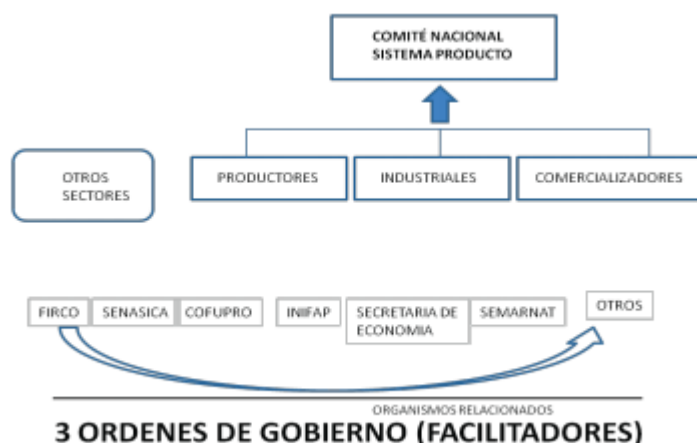 COMITÉ NACIONAL
SISTEMA PRODUCTO
OTROS
SECTORES
PRODUCTORES
INDUSTRIALES
COMERCIALIZADORES
FIRCO
SENASICA
COFUPRO
INIFAP
SECRETARIA DE
ECONOMIA
SEMARNAT
OTROS
ORGANISMOS RELACIONADOS
3 ORDENES DE GOBIERNO (FACILITADORES)